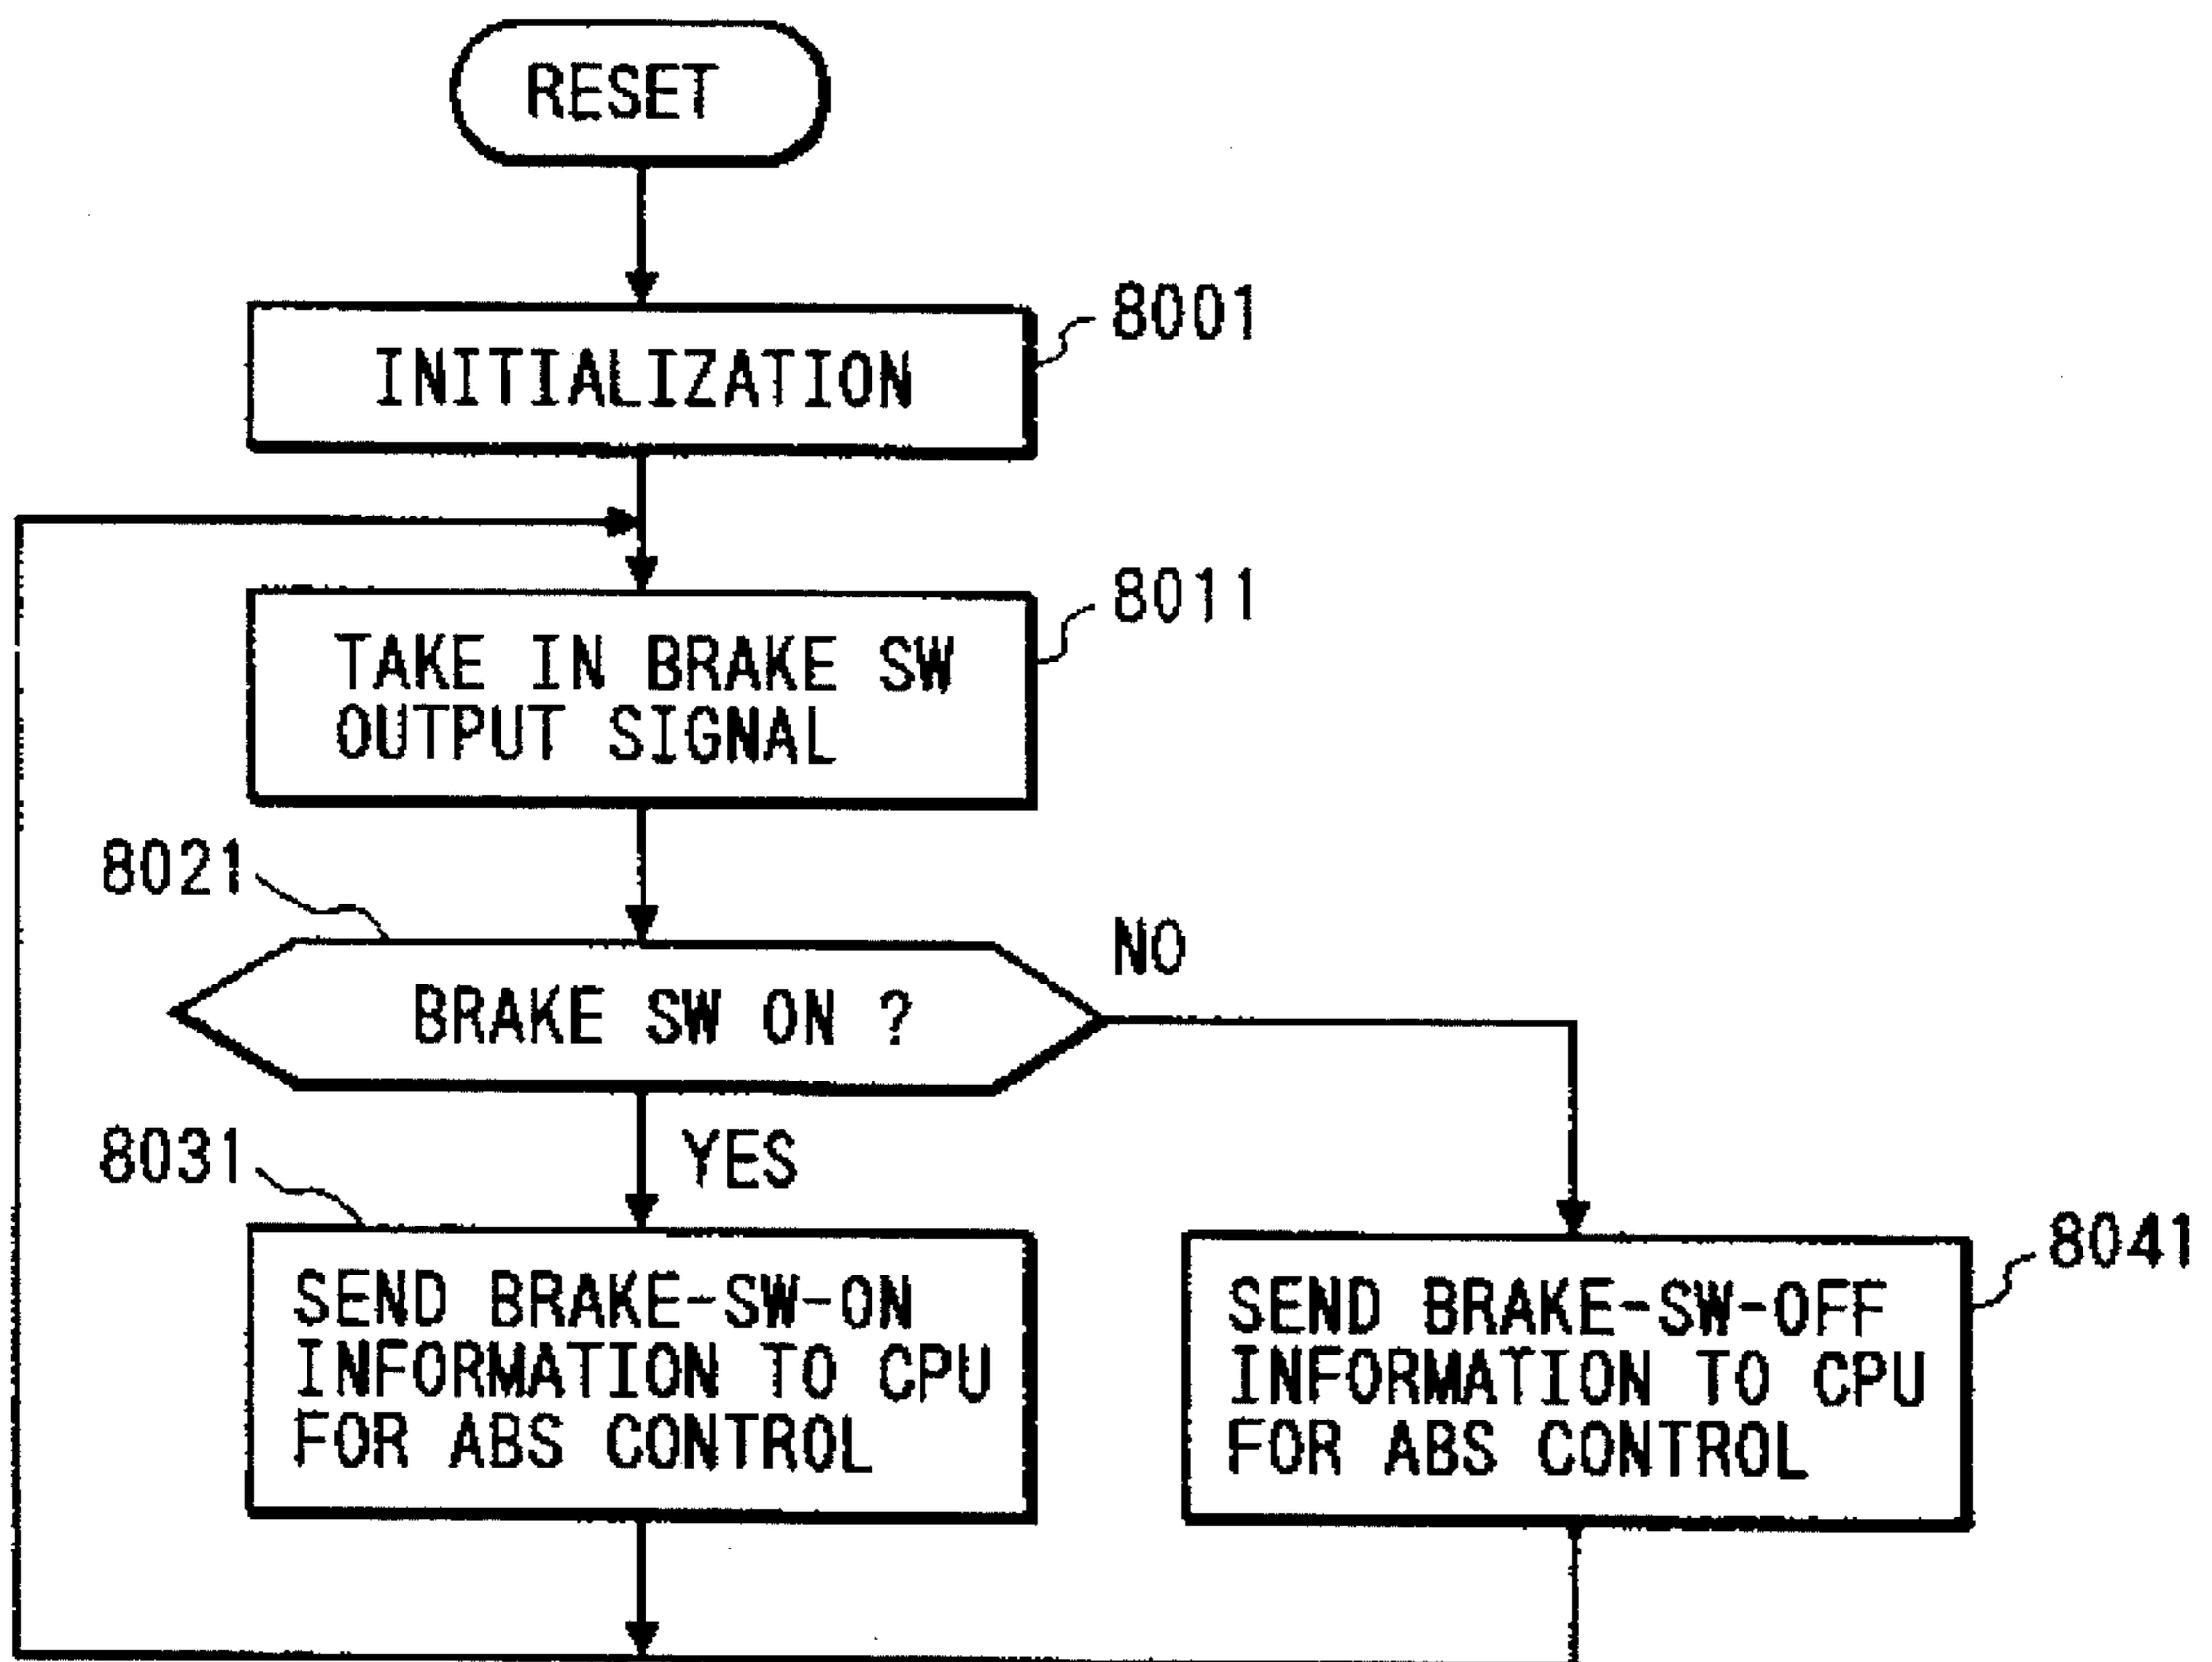 RESET
INITIALIZATION
8001
TAKE IN BRAKE SW
OUTPUT SIGNAL
8011
8021
BRAKE SW ON ?
NO
YES
8031
SEND BRAKE-SW-ON
INFORMATION TO CPU
FOR ABS CONTROL
SEND BRAKE-SW-OFF
INFORMATION TO CPU
FOR ABS CONTROL
8041